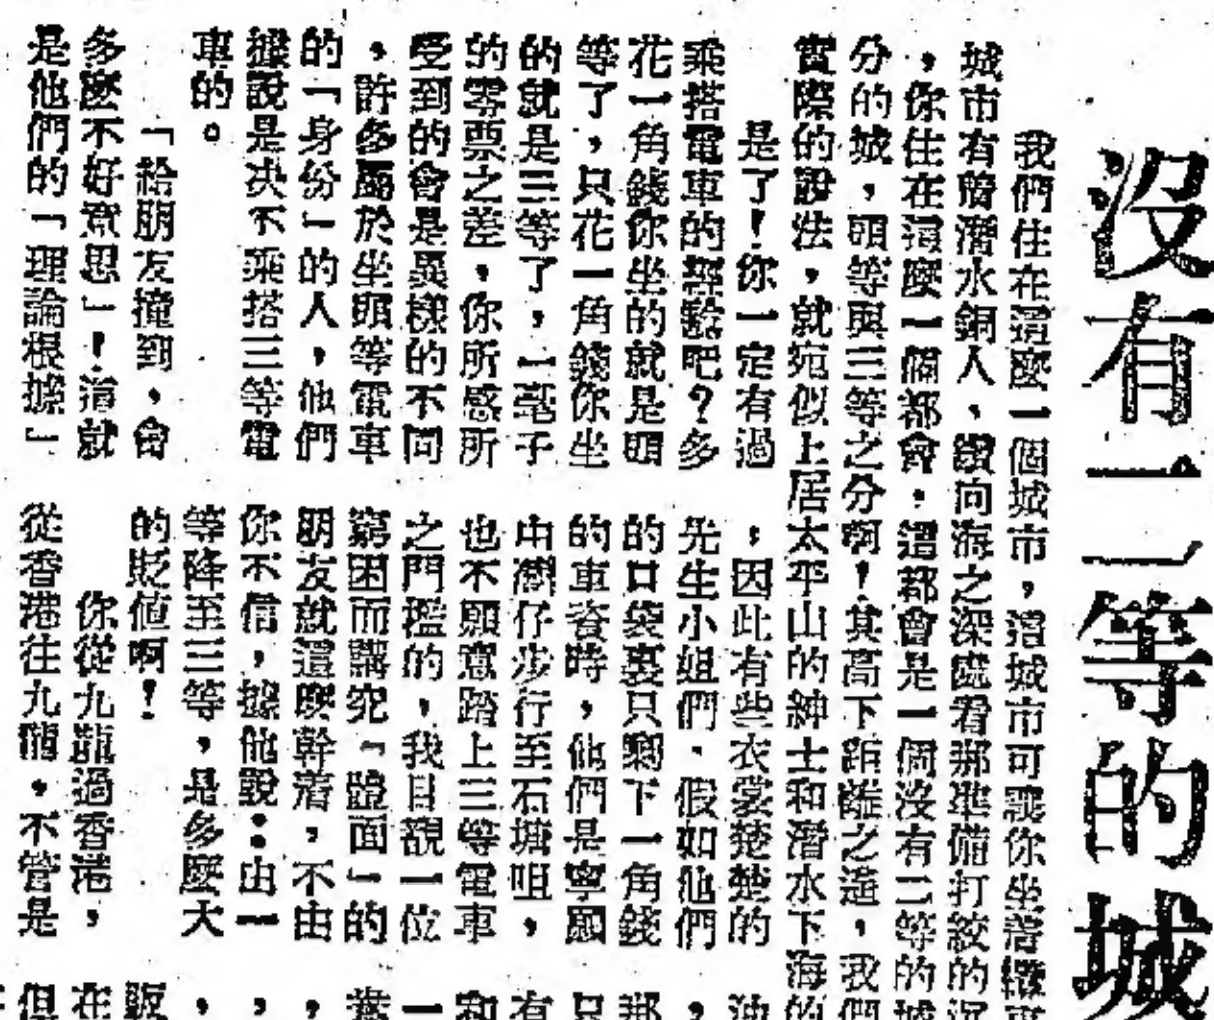 沒有二等的城
我們住在這麼一個城市,這城市可讓你坐着纜車
城市有着潛水銅人、鑽向海之深處看那準備打絞的沉
,你住在這麼一個都會:這都會是一個沒有二等的城
分的城,頭等與三等之分啊!其高下距離之遠,我們
實際的設法,就宛似上居太平山的紳士和潛水下海的
是了!你一定有過
乘搭電車的經驗吧?多
花一角錢你坐的就是頭
等了,只花一角錢你坐
的就是三等了,一毫子
的零票之差,你所感所
受到的會是異樣的不同
,許多屬於坐頭等電車
的「身份」的人,他們
據說是决不乘搭三等電
車的。
「給朋友撞到,會
多麼不好意思」!這就
是他們的「理論根據」
,因此有些衣裳楚楚的
先生小姐們,假如他們
的口袋裏只剩下一角錢
的車資時,他們是寧願
由灣仔步行至石塘咀,
也不願意踏上三等電車
之門檻的,我目覩一位
窮困而講究「體面」的
朋友就這麼幹着,不由
你不信,據他說:由一
等降至三等,是多麼大
的貶値啊!
你從九龍過香港,
從香港往九龍,不管是
只
有
和
一
在
但